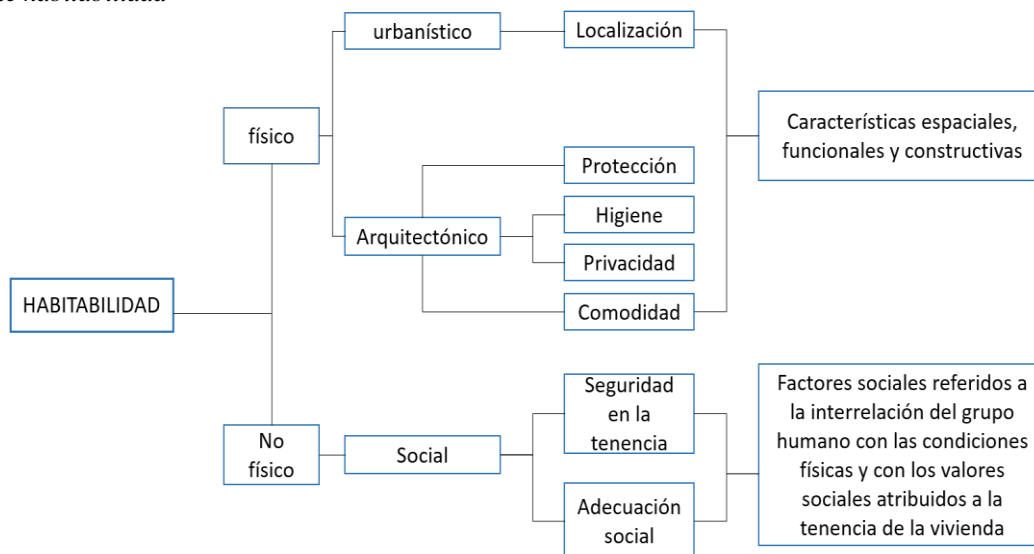 urbanístico
Localización
físico
Características espaciales,
funcionales y constructivas
Protección
Arquitectónico
Higiene
Privacidad
HABITABILIDAD
Comodidad
No
físico
Social
Seguridad
en la
tenencia
Adecuación
social
Factores sociales referidos a
la interrelación del grupo
humano con las condiciones
físicas y con los valores
sociales atribuidos a la
tenencia de la vivienda